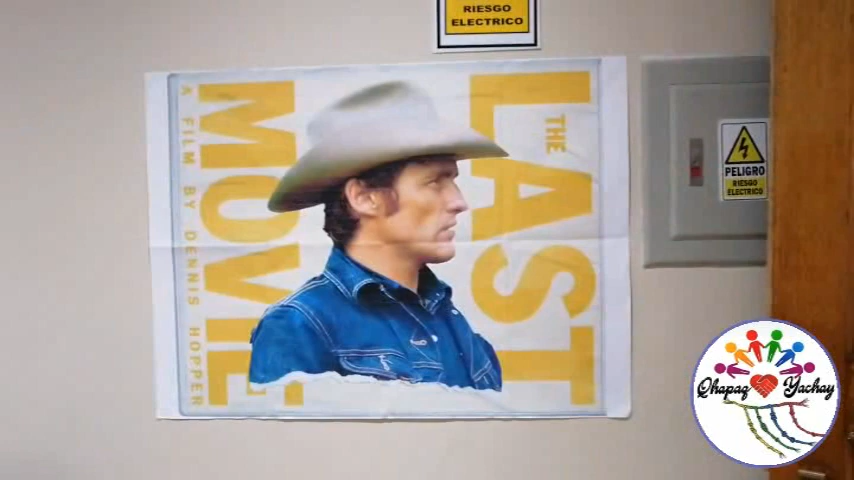 RIESGO
ELECTRICO
THE
LAST
MOVIE
A FILM BY DENNIS HOPPER
PELIGRO
RIESGO
ELECTRICO
Qhapaq Yachay